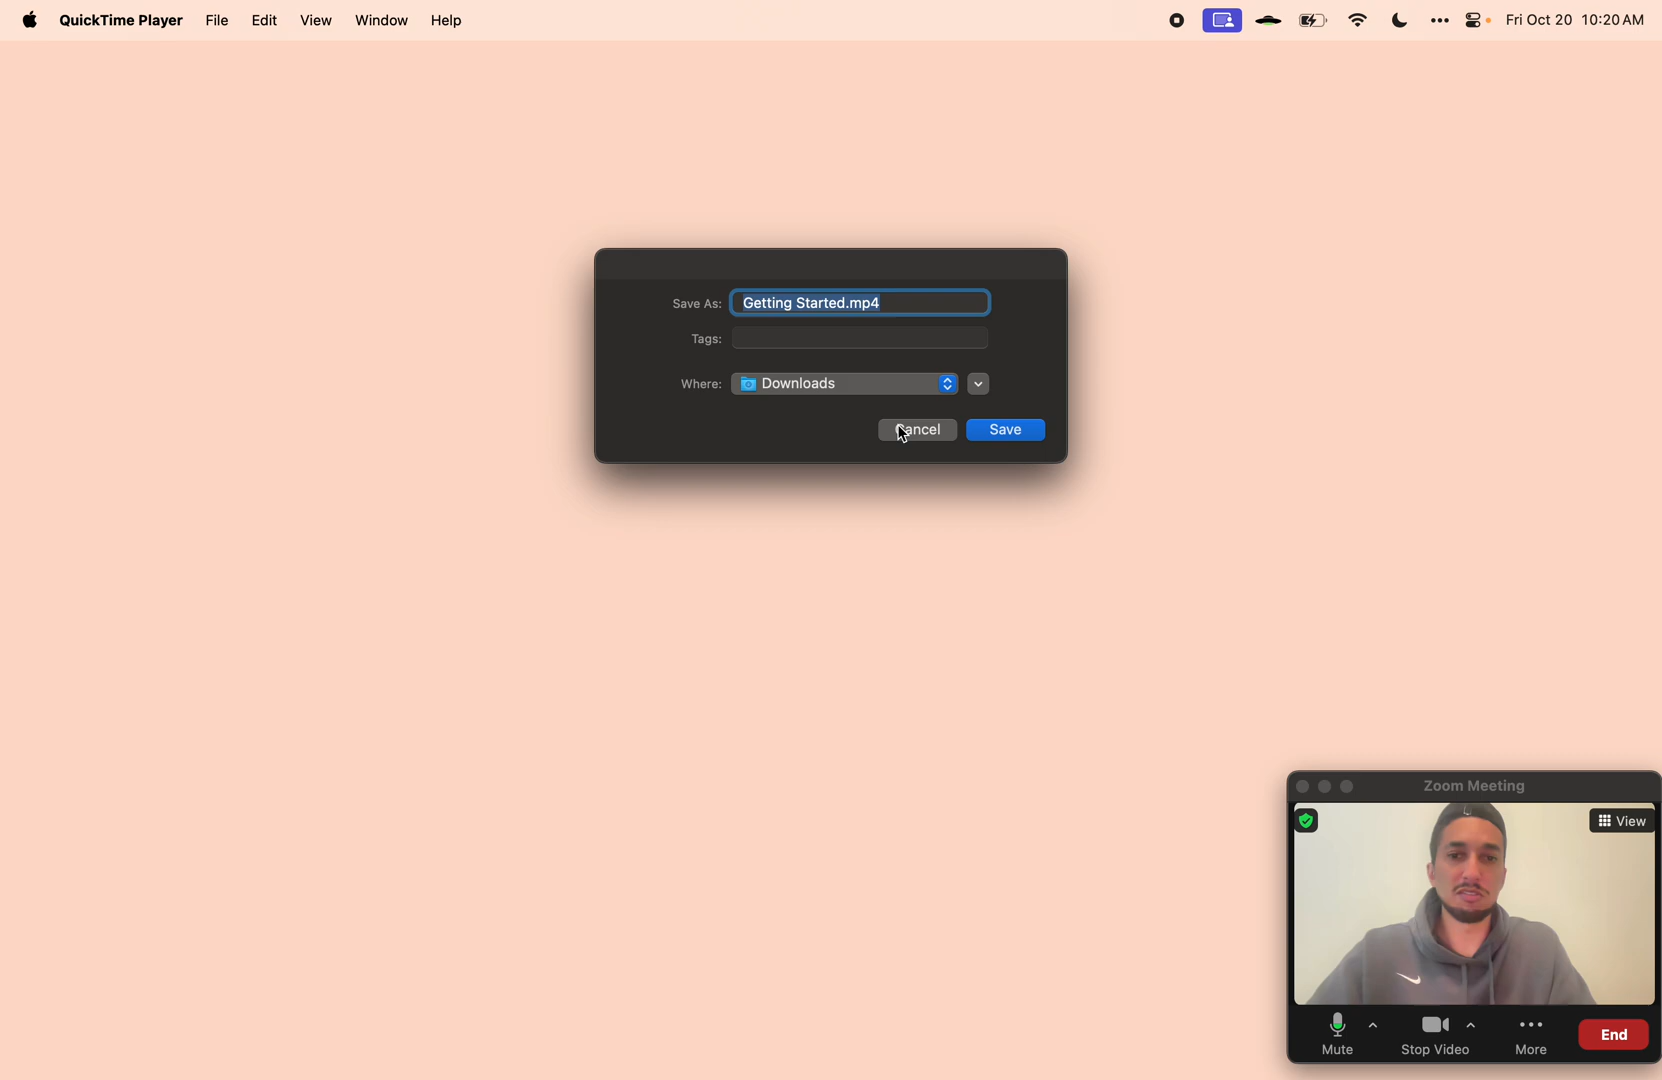 QuickTime Player File Edit View Window Help Fri Oct 20 10:20 AM
Save As: Getting Started.mp4
Tags:
Where: Downloads
Cancel Save
Zoom Meeting
View
Mute Stop Video More End